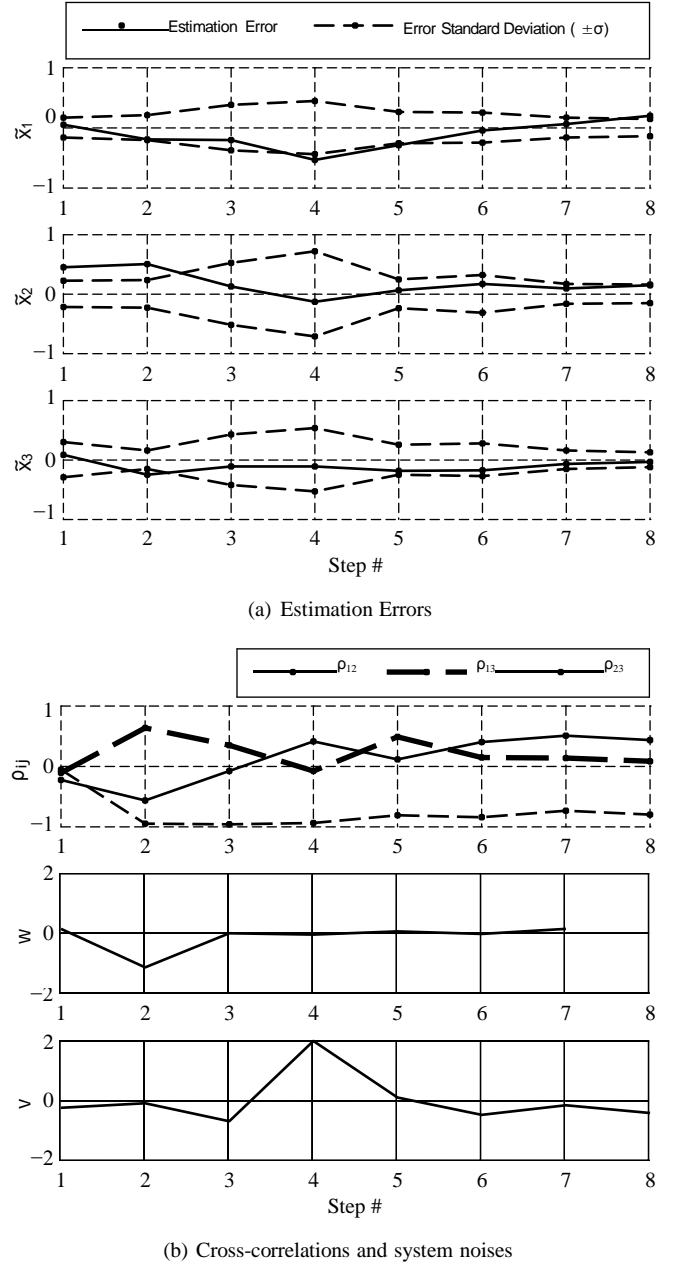 Estimation Error Error Standard Deviation ( ±σ)
1
0
−1
x̃1
1 2 3 4 5 6 7 8
1
0
−1
x̃2
1 2 3 4 5 6 7 8
1
0
−1
x̃3
1 2 3 4 5 6 7 8
Step #
(a) Estimation Errors
ρ12 ρ13 ρ23
1
0
−1
ρij
1 2 3 4 5 6 7 8
2
0
−2
w
1 2 3 4 5 6 7 8
2
0
−2
v
1 2 3 4 5 6 7 8
Step #
(b) Cross-correlations and system noises